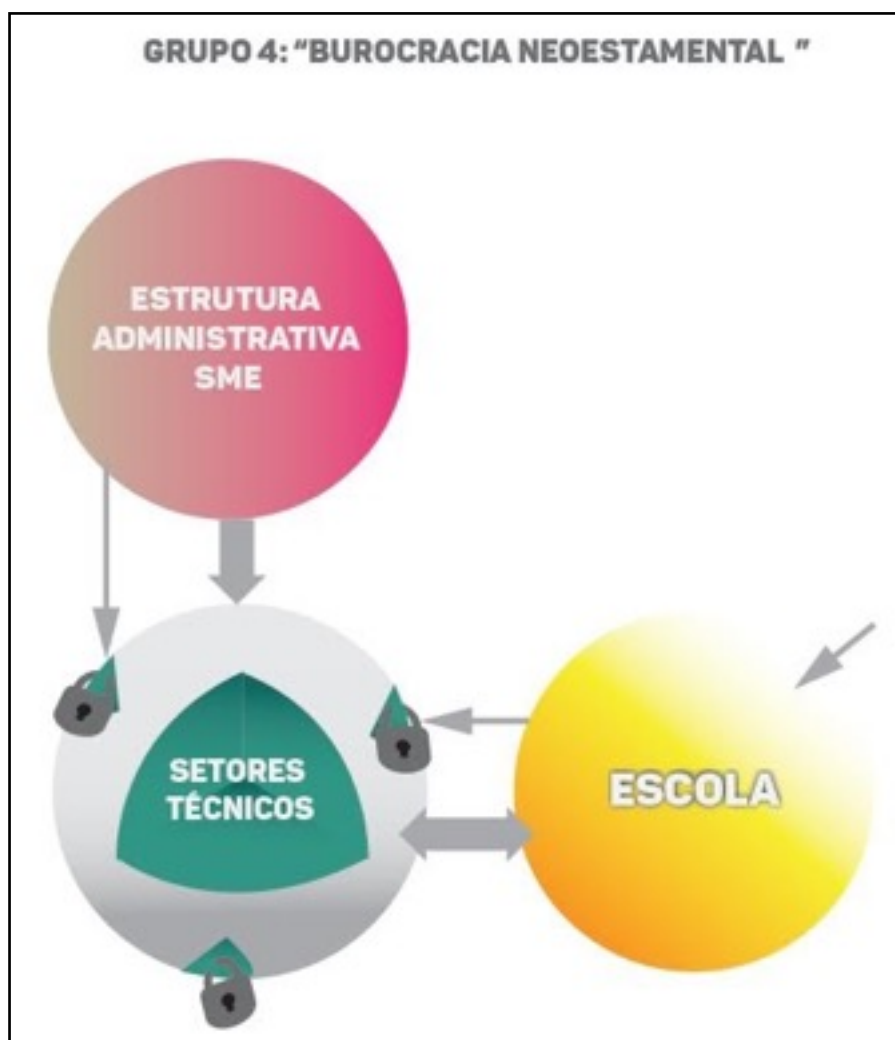 GRUPO 4: “BUROCRACIA NEOESTAMENTAL ”
ESTRUTURA
ADMINISTRATIVA
SME
SETORES
TÉCNICOS
ESCOLA